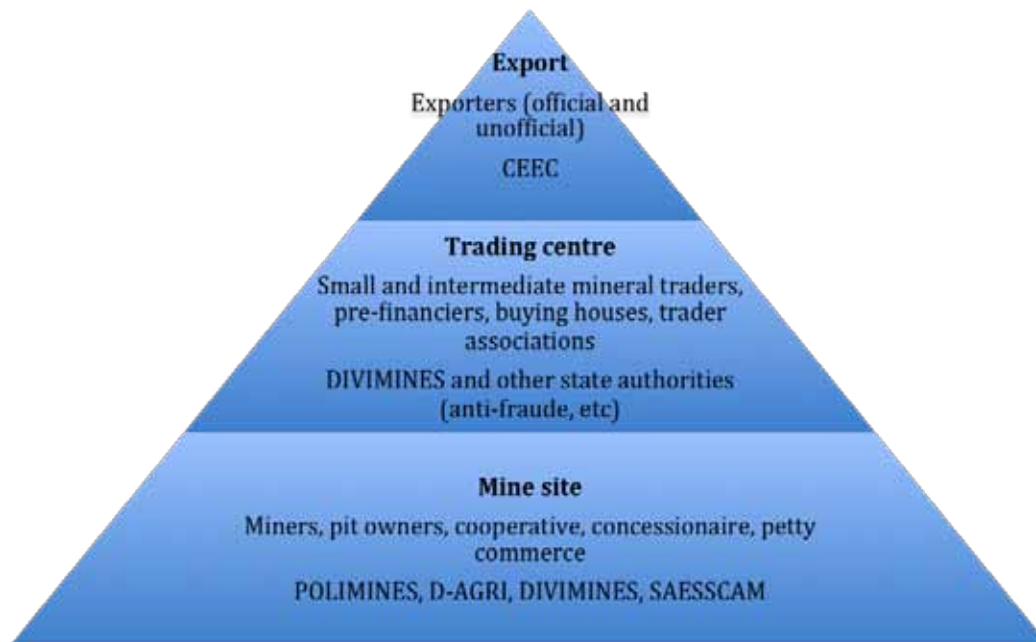 Export
Exporters (official and
unofficial)
CEEC
Trading centre
Small and intermediate mineral traders,
pre-financiers, buying houses, trader
associations
DIVIMINES and other state authorities
(anti-fraude, etc)
Mine site
Miners, pit owners, cooperative, concessionaire, petty
commerce
POLIMINES, D-AGRI, DIVIMINES, SAESSCAM